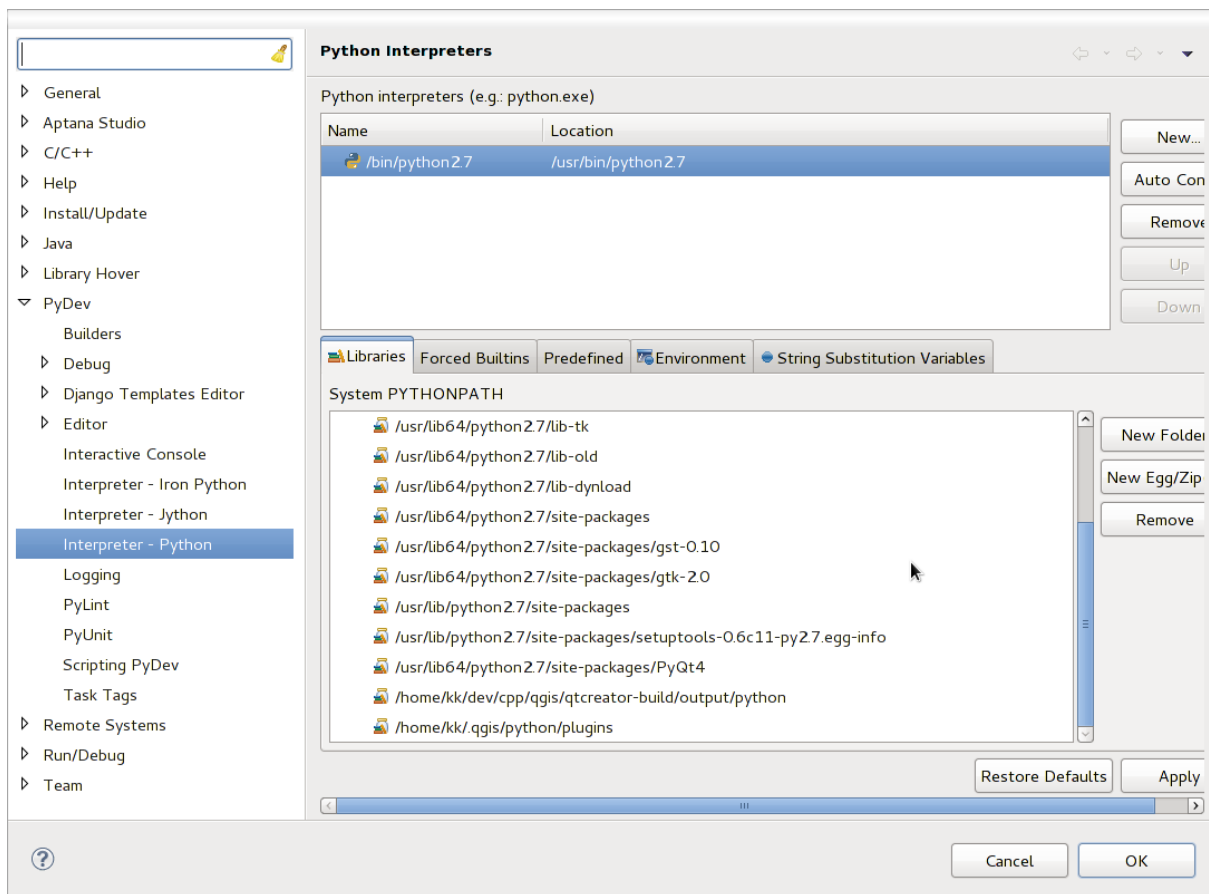 Python Interpreters
General
Aptana Studio
C/C++
Help
Install/Update
Java
Library Hover
PyDev
Builders
Debug
Django Templates Editor
Editor
Interactive Console
Interpreter - Iron Python
Interpreter - Jython
Interpreter - Python
Logging
PyLint
PyUnit
Scripting PyDev
Task Tags
Remote Systems
Run/Debug
Team
Python interpreters (e.g.: python.exe)
Name Location
/bin/python2.7 /usr/bin/python2.7
New...
Auto Con
Remove
Up
Down
Libraries Forced Builtins Predefined Environment String Substitution Variables
System PYTHONPATH
/usr/lib64/python2.7/lib-tk
/usr/lib64/python2.7/lib-old
/usr/lib64/python2.7/lib-dynload
/usr/lib64/python2.7/site-packages
/usr/lib64/python2.7/site-packages/gst-0.10
/usr/lib64/python2.7/site-packages/gtk-2.0
/usr/lib/python2.7/site-packages
/usr/lib/python2.7/site-packages/setuptools-0.6c11-py2.7.egg-info
/usr/lib64/python2.7/site-packages/PyQt4
/home/kk/dev/cpp/qgis/qtcreator-build/output/python
/home/kk/.qgis/python/plugins
New Folder
New Egg/Zip
Remove
Restore Defaults Apply
Cancel OK